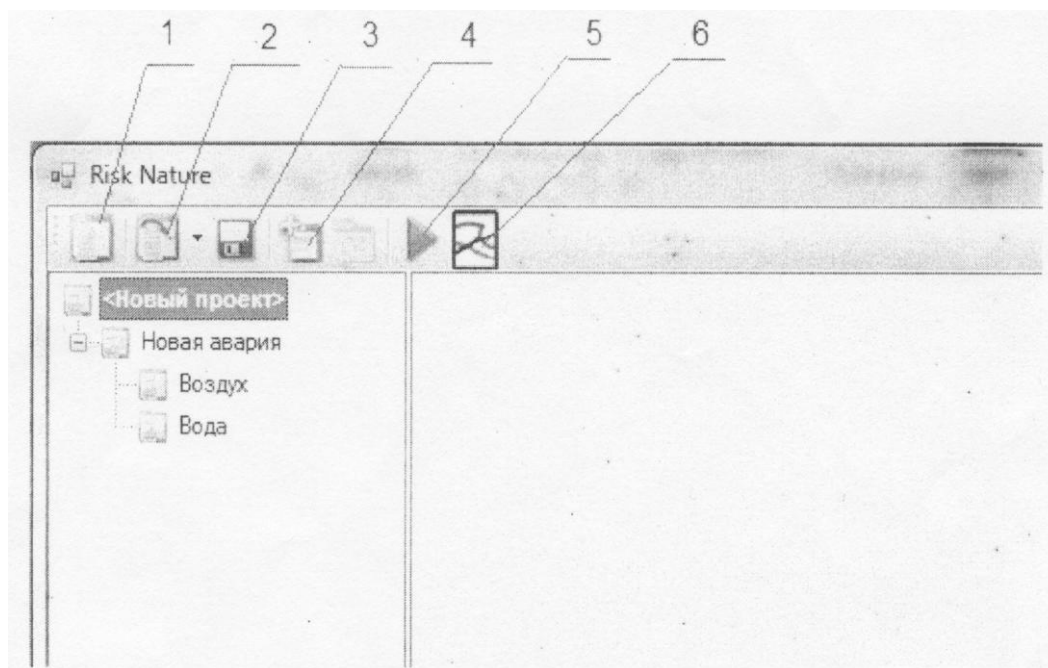 1 2 3 4 5 6
Risk Nature
<Новый проект>
Новая авария
Воздух
Вода